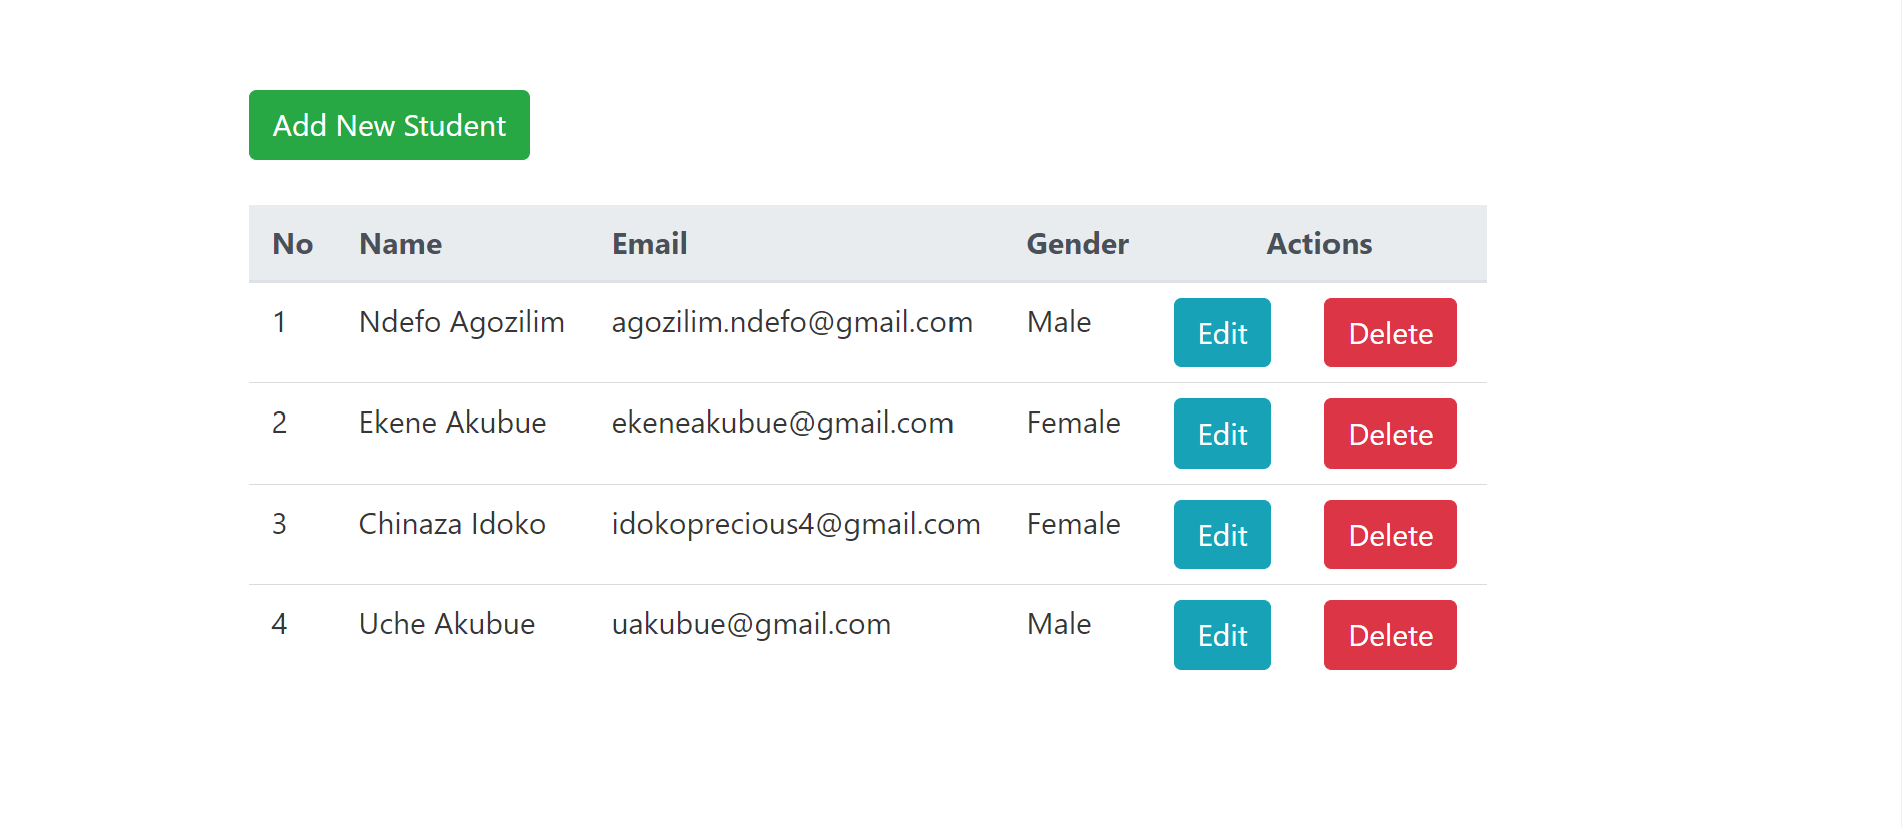 Add New Student
No Name Email Gender Actions
1 Ndefo Agozilim agozilim.ndefo@gmail.com Male Edit Delete
2 Ekene Akubue ekeneakubue@gmail.com Female Edit Delete
3 Chinaza Idoko idokoprecious4@gmail.com Female Edit Delete
4 Uche Akubue uakubue@gmail.com Male Edit Delete